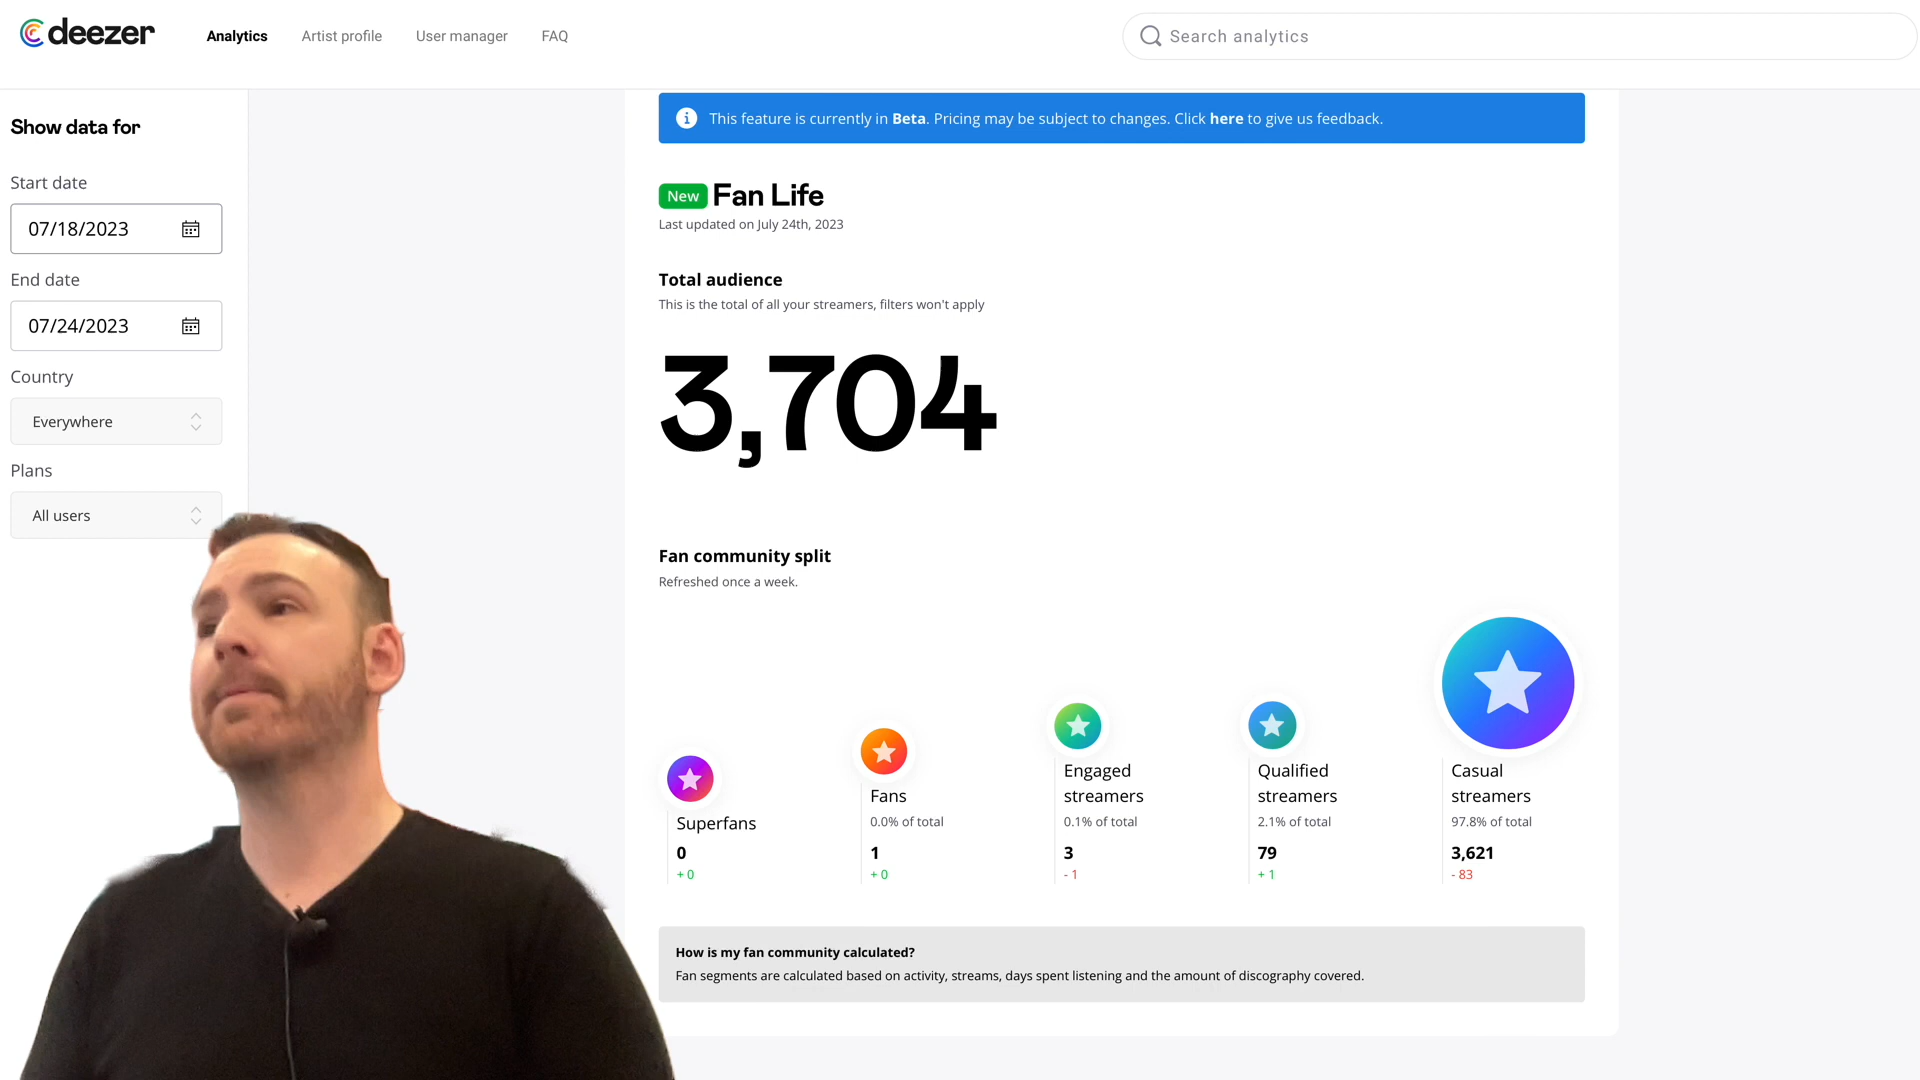 deezer
Analytics
Artist profile
User manager
FAQ
Search analytics
Show data for
Start date
07/18/2023
End date
07/24/2023
Country
Everywhere
Plans
All users
This feature is currently in Beta. Pricing may be subject to changes. Click here to give us feedback.
New Fan Life
Last updated on July 24th, 2023
Total audience
This is the total of all your streamers, filters won't apply
3,704
Fan community split
Refreshed once a week.
Superfans
0
+ 0
Fans
0.0% of total
1
+ 0
Engaged
streamers
0.1% of total
3
- 1
Qualified
streamers
2.1% of total
79
+ 1
Casual
streamers
97.8% of total
3,621
- 83
How is my fan community calculated?
Fan segments are calculated based on activity, streams, days spent listening and the amount of discography covered.